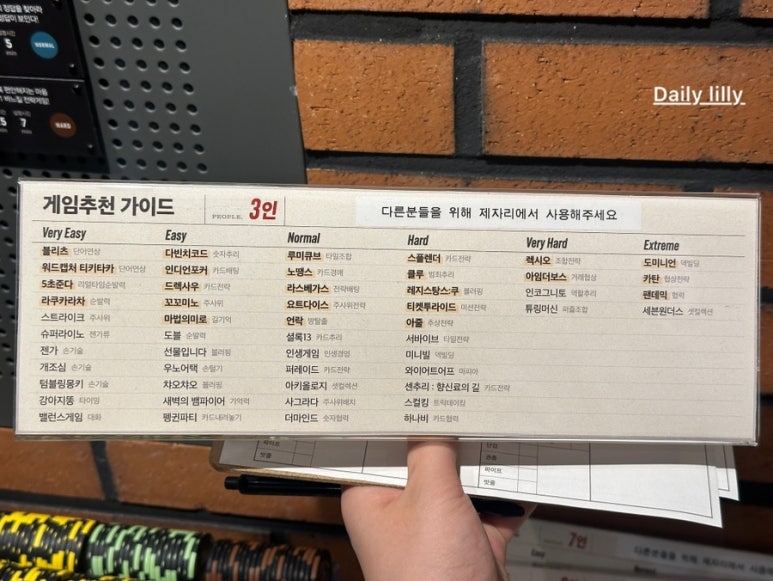 NORMAL
HARD
Daily lilly
게임추천 가이드
PEOPLE. 3인
다른분들을 위해 제자리에서 사용해주세요
Very Easy
블리츠 단어연상
워드캡처 티키타카 단어연상
5초준다 리얼타임순발력
라쿠카라차 순발력
스트라이크 주사위
슈퍼라이노 젠가류
젠가 손기술
개조심 손기술
텀블링몽키 손기술
강아지똥 타이밍
밸런스게임 대화
Easy
다빈치코드 숫자추리
인디언포커 카드배팅
드렉사우 카드전략
꼬꼬미노 주사위
마법의미로 길기억
도블 순발력
선물입니다 블러핑
우노어택 손털기
챠오챠오 블러핑
새벽의 뱀파이어 기억력
펭귄파티 카드내려놓기
Normal
루미큐브 타일조합
노땡스 카드경매
라스베가스 전략배팅
요트다이스 주사위전략
언락 방탈출
셜록13 카드추리
인생게임 인생경영
퍼레이드 카드전략
아키올로지 셋컬렉션
사그라다 주사위배치
더마인드 숫자협력
Hard
스플렌더 카드전략
클루 범죄추리
레지스탕스:쿠 블러핑
티켓투라이드 미션전략
아줄 추상전략
서바이브 타일전략
미니빌 덱빌딩
와이어트어프 마피아
센추리 : 향신료의 길 카드전략
스컬킹 트릭테이킹
하나비 카드협력
Very Hard
렉시오 조합전략
아임더보스 거래협상
인코그니토 역할추리
튜링머신 퍼즐조합
Extreme
도미니언 덱빌딩
카탄 협상전략
팬데믹 협력
세븐원더스 셋컬렉션
파이프
7인
Easy